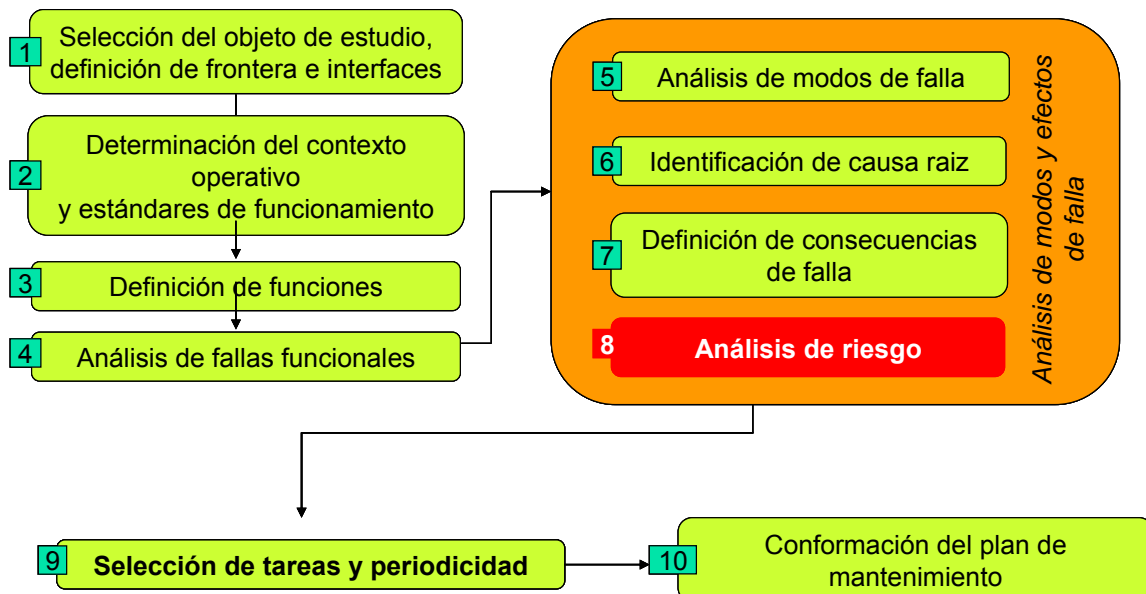 1
Selección del objeto de estudio,
definición de frontera e interfaces
2
Determinación del contexto
operativo
y estándares de funcionamiento
3
Definición de funciones
4
Análisis de fallas funcionales
5
Análisis de modos de falla
6
Identificación de causa raiz
7
Definición de consecuencias
de falla
8
Análisis de riesgo
Análisis de modos y efectos
de falla
9
Selección de tareas y periodicidad
10
Conformación del plan de
mantenimiento